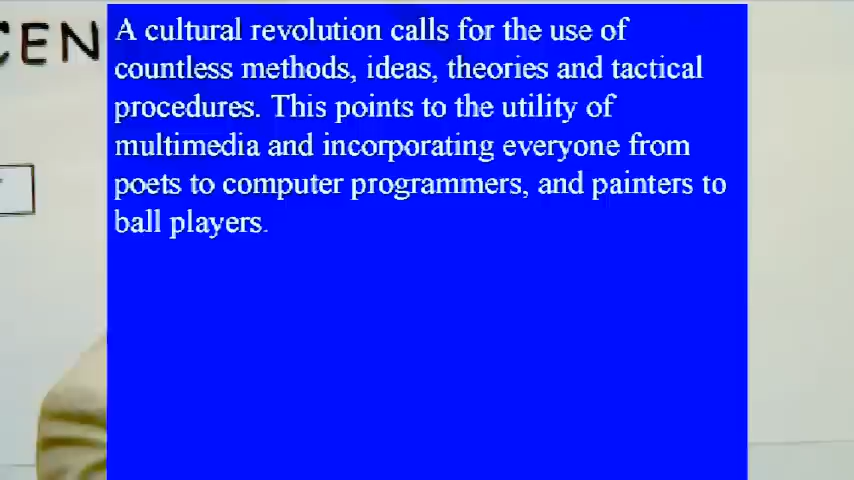 CEN
A cultural revolution calls for the use of
countless methods, ideas, theories and tactical
procedures. This points to the utility of
multimedia and incorporating everyone from
poets to computer programmers, and painters to
ball players.